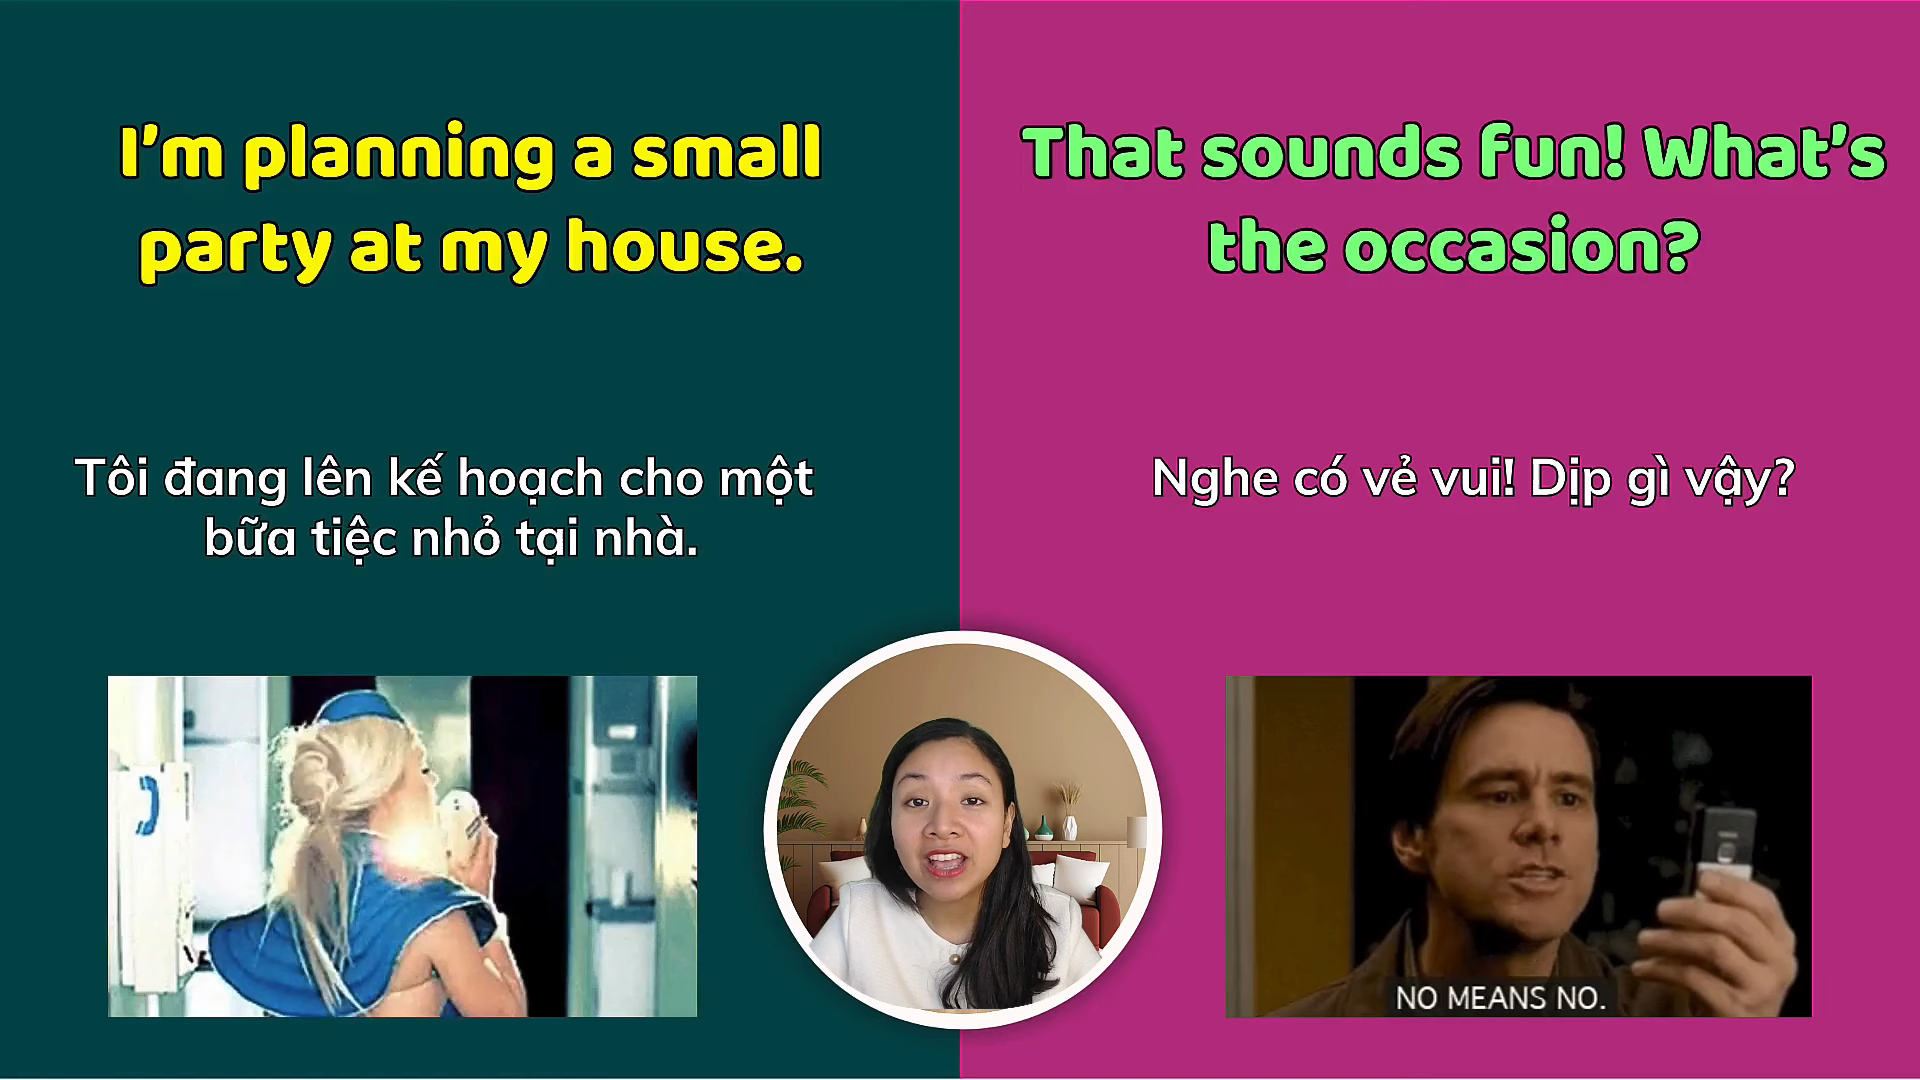 I’m planning a small
party at my house.
Tôi đang lên kế hoạch cho một
bữa tiệc nhỏ tại nhà.
That sounds fun! What’s
the occasion?
Nghe có vẻ vui! Dịp gì vậy?
NO MEANS NO.